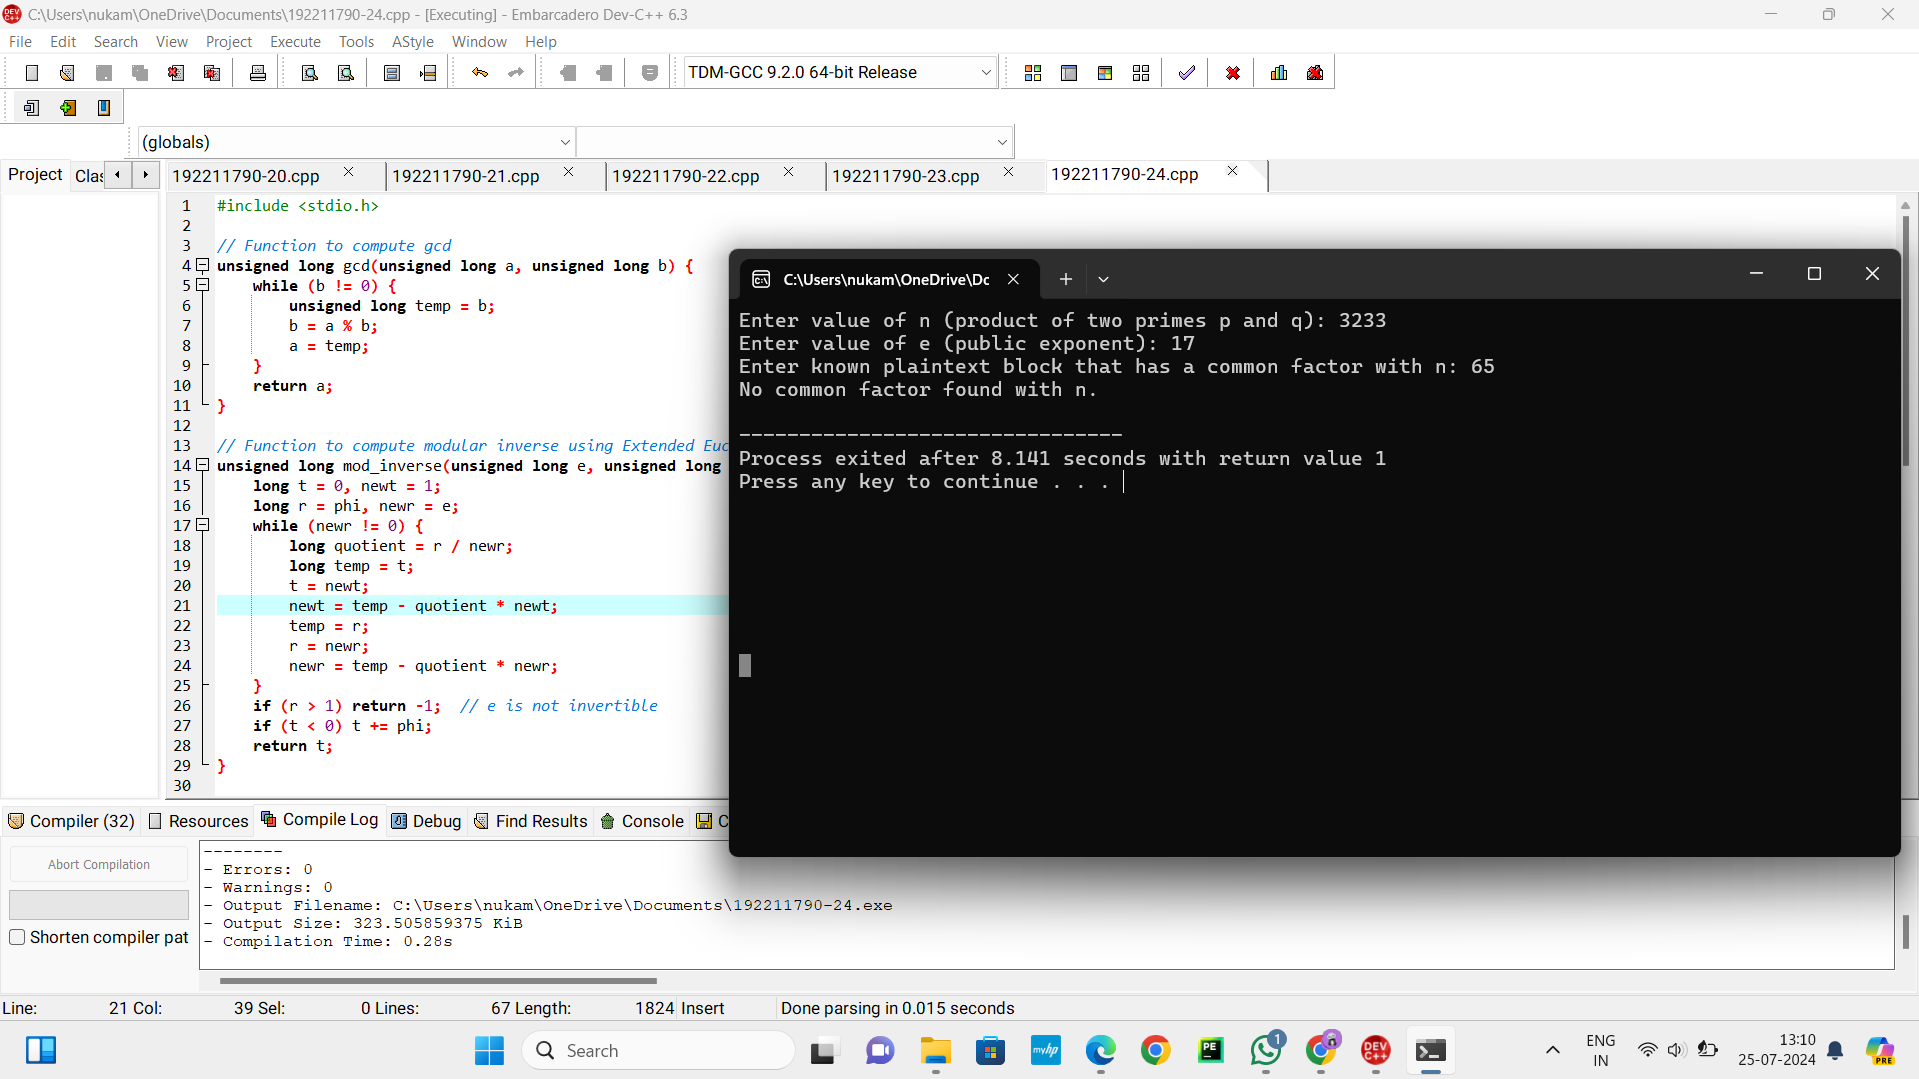 C:\Users\nukam\OneDrive\Documents\192211790-24.cpp - [Executing] - Embarcadero Dev-C++ 6.3
File Edit Search View Project Execute Tools AStyle Window Help
TDM-GCC 9.2.0 64-bit Release
(globals)
Project Clas 192211790-20.cpp 192211790-21.cpp 192211790-22.cpp 192211790-23.cpp 192211790-24.cpp
1 #include <stdio.h>
2
3 // Function to compute gcd
4 unsigned long gcd(unsigned long a, unsigned long b) {
5 while (b != 0) {
6 unsigned long temp = b;
7 b = a % b;
8 a = temp;
9 }
10 return a;
11 }
12
13 // Function to compute modular inverse using Extended Euc
14 unsigned long mod_inverse(unsigned long e, unsigned long
15 long t = 0, newt = 1;
16 long r = phi, newr = e;
17 while (newr != 0) {
18 long quotient = r / newr;
19 long temp = t;
20 t = newt;
21 newt = temp - quotient * newt;
22 temp = r;
23 r = newr;
24 newr = temp - quotient * newr;
25 }
26 if (r > 1) return -1; // e is not invertible
27 if (t < 0) t += phi;
28 return t;
29 }
30
C:\Users\nukam\OneDrive\Dc
Enter value of n (product of two primes p and q): 3233
Enter value of e (public exponent): 17
Enter known plaintext block that has a common factor with n: 65
No common factor found with n.
--------------------------------
Process exited after 8.141 seconds with return value 1
Press any key to continue . . .
Compiler (32) Resources Compile Log Debug Find Results Console C
Abort Compilation
Shorten compiler pat
--------
- Errors: 0
- Warnings: 0
- Output Filename: C:\Users\nukam\OneDrive\Documents\192211790-24.exe
- Output Size: 323.505859375 KiB
- Compilation Time: 0.28s
Line: 21 Col: 39 Sel: 0 Lines: 67 Length: 1824 Insert Done parsing in 0.015 seconds
Search
myhp
PE
1
DEV C++
ENG
IN
13:10
25-07-2024
PRE